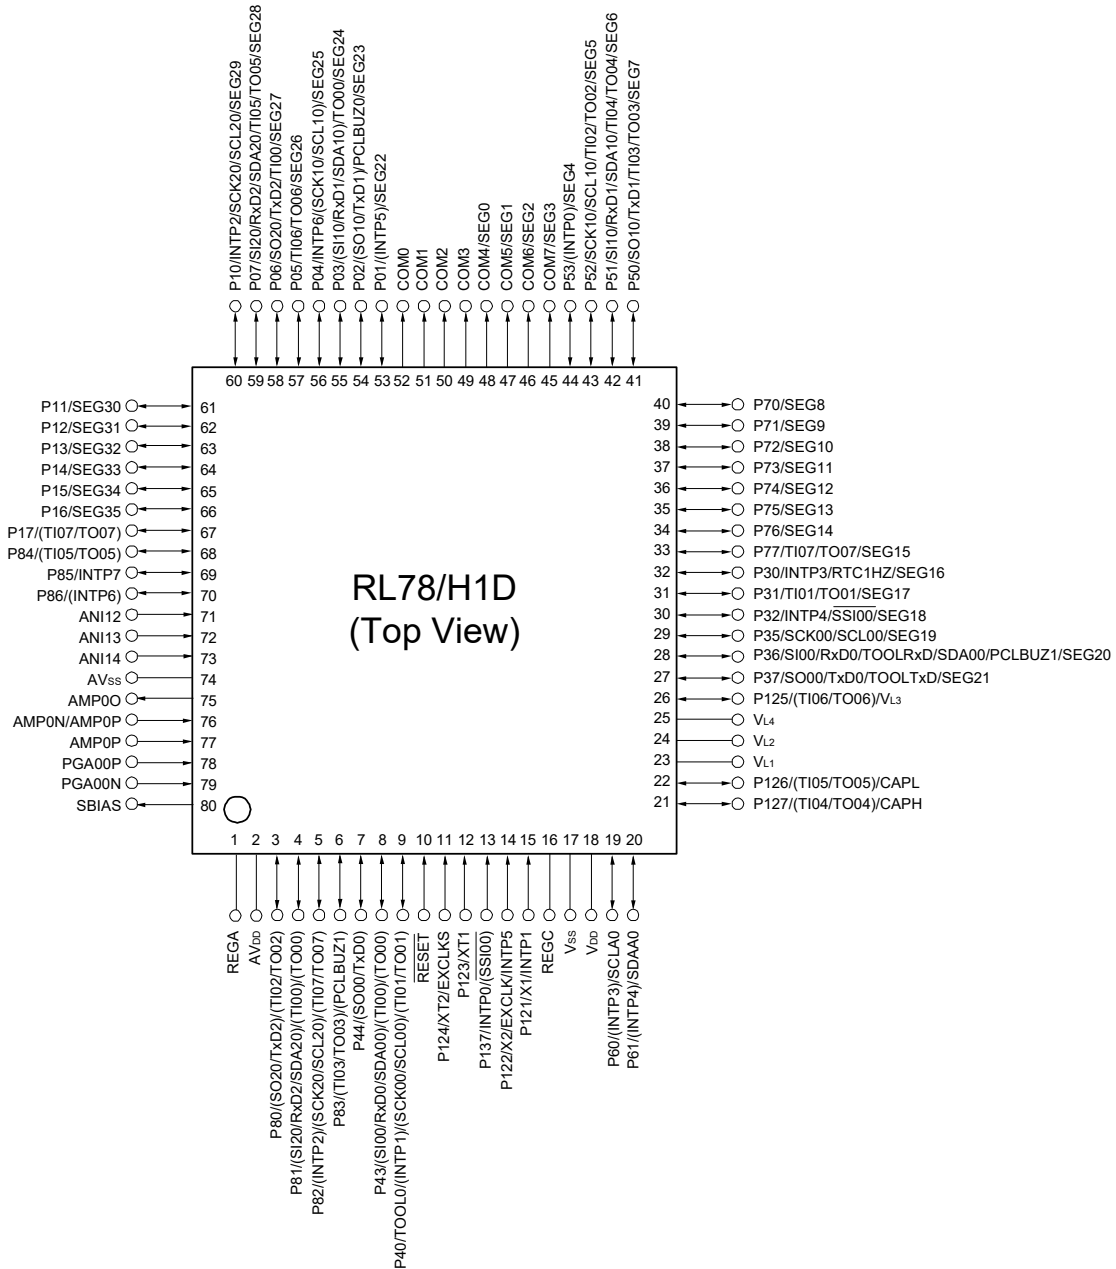 P10/INTP2/SCK20/SCL20/SEG29
P07/SI20/RxD2/SDA20/TI05/TO05/SEG28
P06/SO20/TxD2/TI00/SEG27
P05/TI06/TO06/SEG26
P04/INTP6/(SCK10/SCL10)/SEG25
P03/(SI10/RxD1/SDA10)/TO00/SEG24
P02/(SO10/TxD1)/PCLBUZ0/SEG23
P01/(INTP5)/SEG22
COM0
COM1
COM2
COM3
COM4/SEG0
COM5/SEG1
COM6/SEG2
COM7/SEG3
P53/(INTP0)/SEG4
P52/SCK10/SCL10/TI02/TO02/SEG5
P51/SI10/RxD1/SDA10/TI04/TO04/SEG6
P50/SO10/TxD1/TI03/TO03/SEG7
60 59 58 57 56 55 54 53 52 51 50 49 48 47 46 45 44 43 42 41
P11/SEG30 61
P12/SEG31 62
P13/SEG32 63
P14/SEG33 64
P15/SEG34 65
P16/SEG35 66
P17/(TI07/TO07) 67
P84/(TI05/TO05) 68
P85/INTP7 69
P86/(INTP6) 70
ANI12 71
ANI13 72
ANI14 73
AVSS 74
AMP0O 75
AMP0N/AMP0P 76
AMP0P 77
PGA00P 78
PGA00N 79
SBIAS 80
RL78/H1D
(Top View)
40 P70/SEG8
39 P71/SEG9
38 P72/SEG10
37 P73/SEG11
36 P74/SEG12
35 P75/SEG13
34 P76/SEG14
33 P77/TI07/TO07/SEG15
32 P30/INTP3/RTC1HZ/SEG16
31 P31/TI01/TO01/SEG17
30 P32/INTP4/SSI00/SEG18
29 P35/SCK00/SCL00/SEG19
28 P36/SI00/RxD0/TOOLRxD/SDA00/PCLBUZ1/SEG20
27 P37/SO00/TxD0/TOOLTxD/SEG21
26 P125/(TI06/TO06)/VL3
25 VL4
24 VL2
23 VL1
22 P126/(TI05/TO05)/CAPL
21 P127/(TI04/TO04)/CAPH
1 2 3 4 5 6 7 8 9 10 11 12 13 14 15 16 17 18 19 20
REGA
AVDD
P80/(SO20/TxD2)/(TI02/TO02)
P81/(SI20/RxD2/SDA20)/(TI00)/(TO00)
P82/(INTP2)/(SCK20/SCL20)/(TI07/TO07)
P83/(TI03/TO03)/(PCLBUZ1)
P44/(SO00/TxD0)
P43/(SI00/RxD0/SDA00)/(TI00)/(TO00)
P40/TOOL0/(INTP1)/(SCK00/SCL00)/(TI01/TO01)
RESET
P124/XT2/EXCLKS
P123/XT1
P137/INTP0/(SSI00)
P122/X2/EXCLK/INTP5
P121/X1/INTP1
REGC
VSS
VDD
P60/(INTP3)/SCLA0
P61/(INTP4)/SDAA0